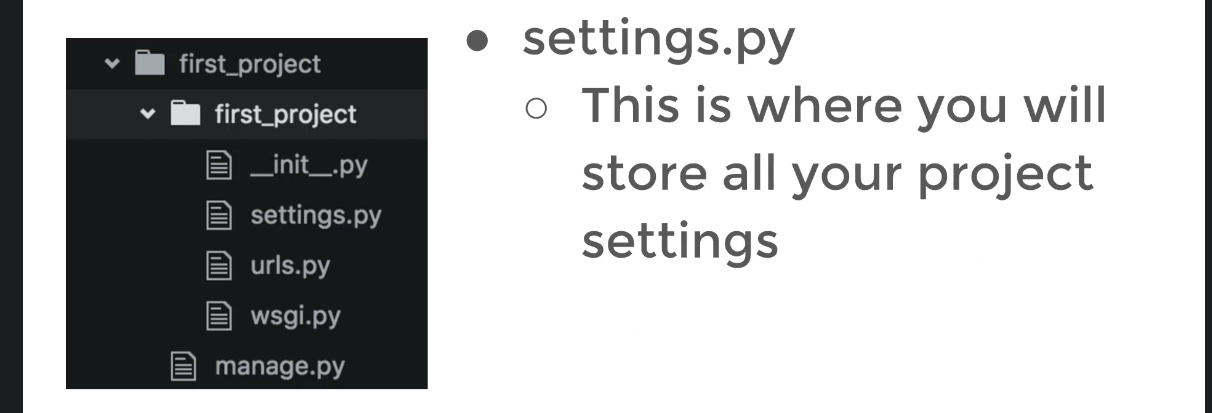 first_project
first_project
__init__.py
settings.py
urls.py
wsgi.py
manage.py
● settings.py
○ This is where you will
store all your project
settings